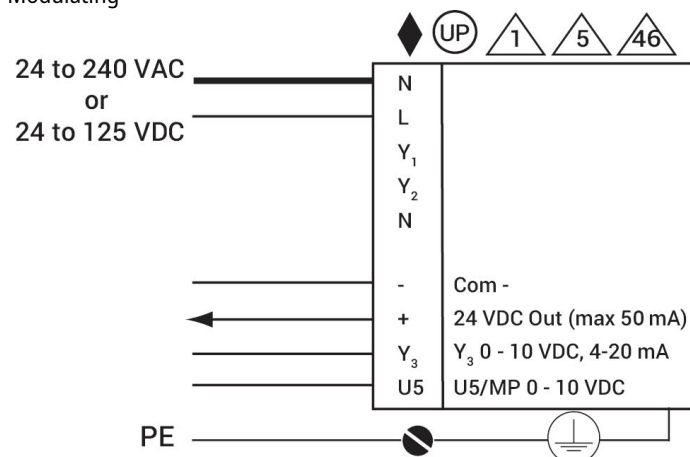 Modulating
UP 1 5 46
24 to 240 VAC
or
24 to 125 VDC
N
L
Y1
Y2
N
- Com -
+ 24 VDC Out (max 50 mA)
Y3 Y3 0 - 10 VDC, 4-20 mA
U5 U5/MP 0 - 10 VDC
PE